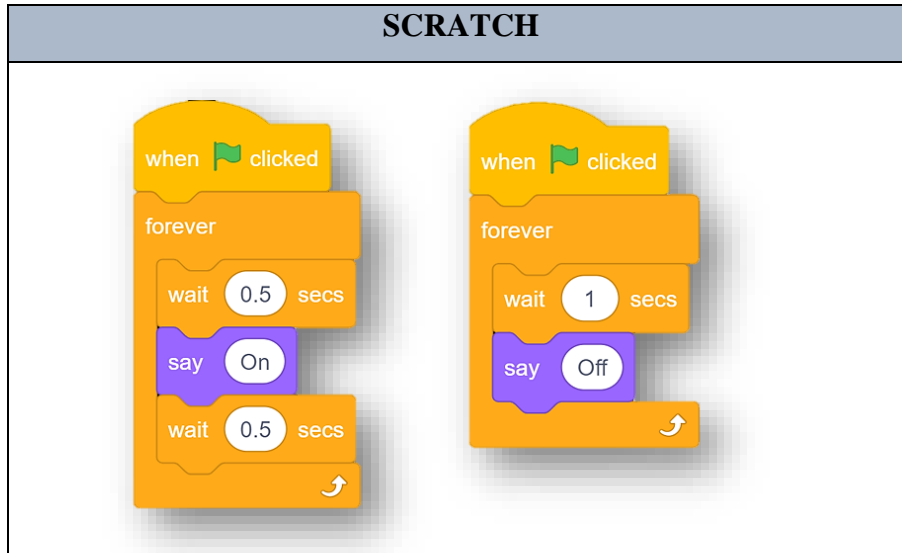 SCRATCH
when clicked
forever
wait 0.5 secs
say On
wait 0.5 secs
when clicked
forever
wait 1 secs
say Off